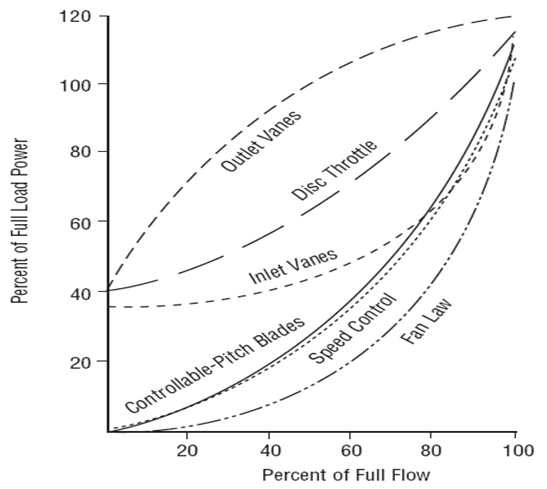 120
100
80
60
40
20
Percent of Full Load Power
Outlet Vanes
Disc Throttle
Inlet Vanes
Controllable-Pitch Blades
Speed Control
Fan Law
20 40 60 80 100
Percent of Full Flow